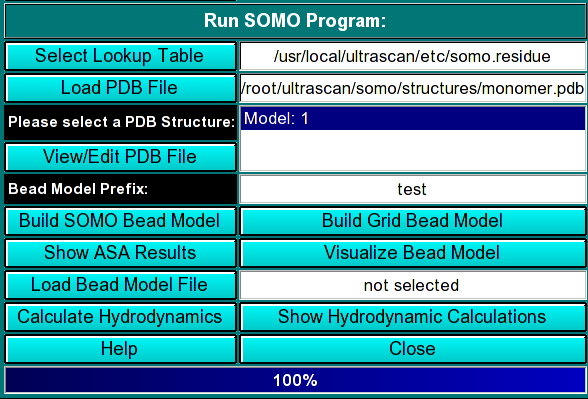 Run SOMO Program:
Select Lookup Table
/usr/local/ultrascan/etc/somo.residue
Load PDB File
/root/ultrascan/somo/structures/monomer.pdb
Please select a PDB Structure:
Model: 1
View/Edit PDB File
Bead Model Prefix:
test
Build SOMO Bead Model
Build Grid Bead Model
Show ASA Results
Visualize Bead Model
Load Bead Model File
not selected
Calculate Hydrodynamics
Show Hydrodynamic Calculations
Help
Close
100%